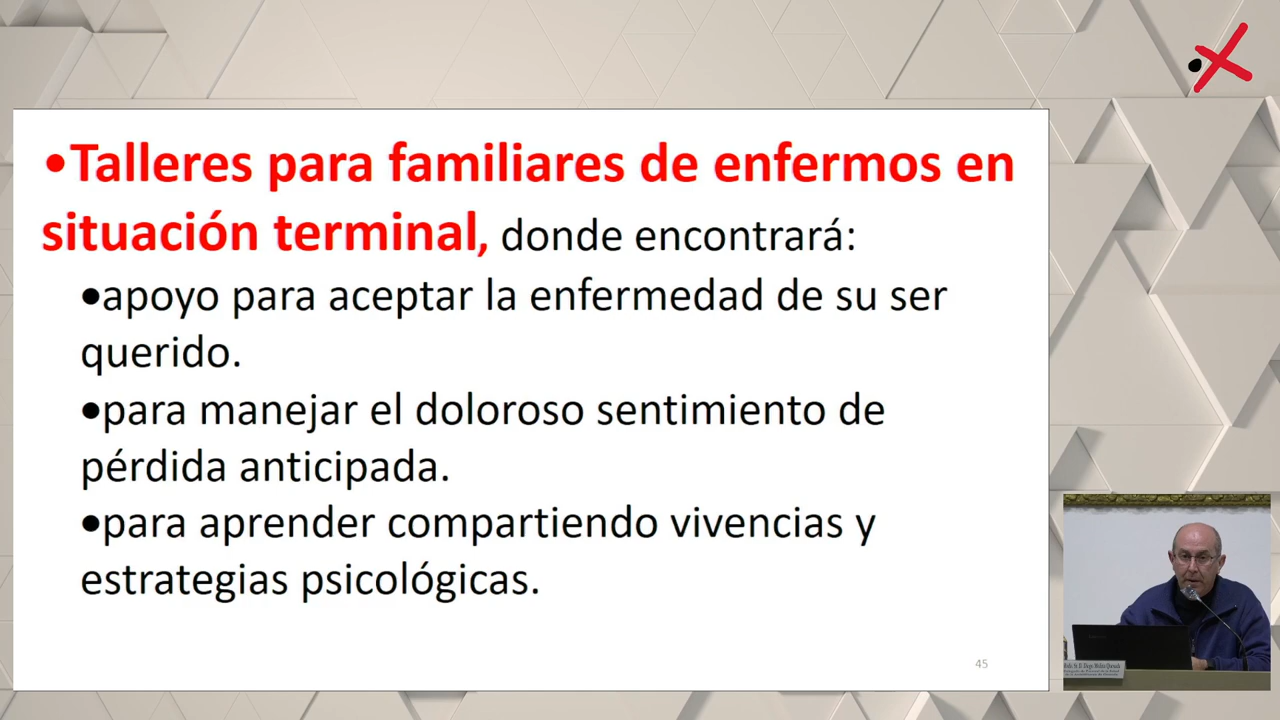 •Talleres para familiares de enfermos en
situación terminal, donde encontrará:
•apoyo para aceptar la enfermedad de su ser
querido.
•para manejar el doloroso sentimiento de
pérdida anticipada.
•para aprender compartiendo vivencias y
estrategias psicológicas.
45